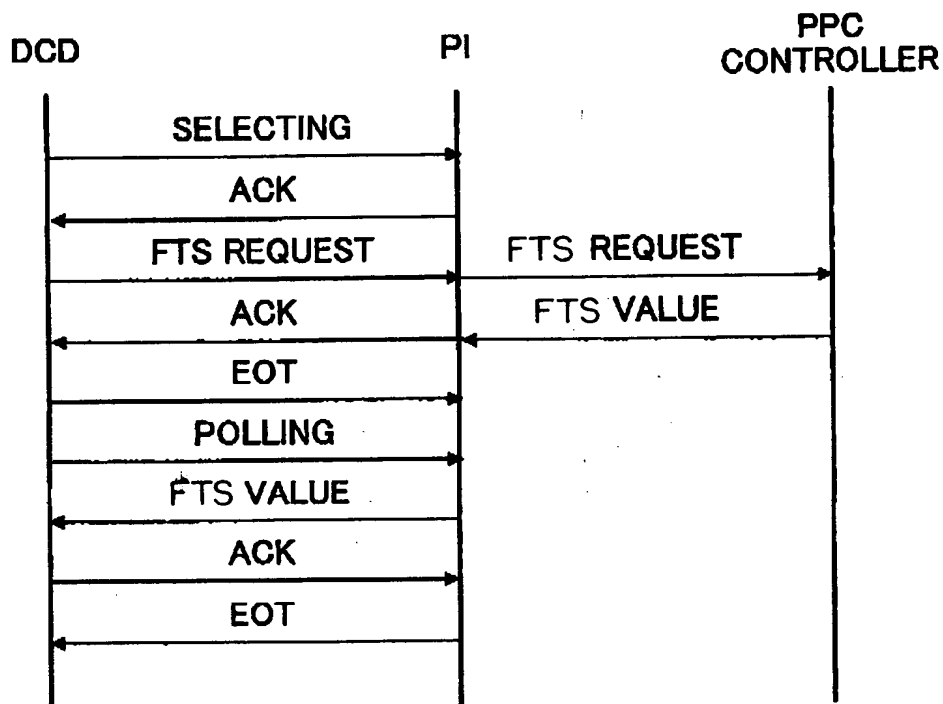 DCD
PI
PPC
CONTROLLER
SELECTING
ACK
FTS REQUEST
FTS REQUEST
ACK
FTS VALUE
EOT
POLLING
FTS VALUE
ACK
EOT